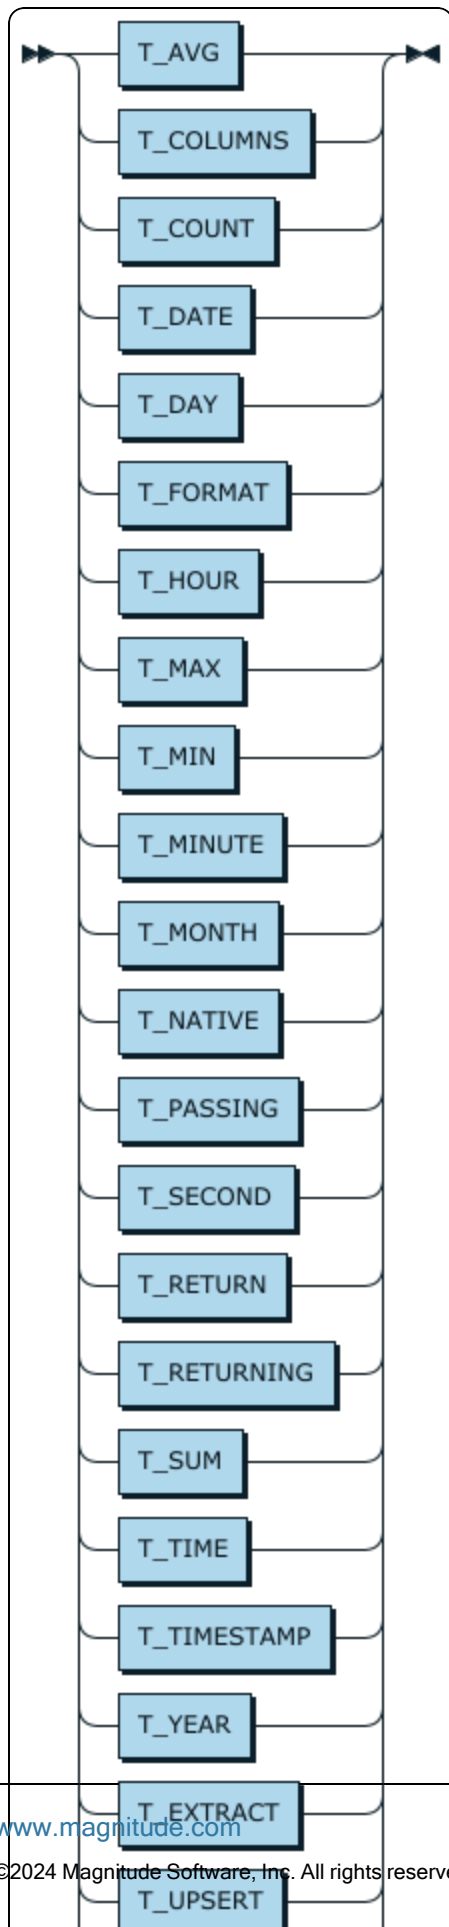 T_AVG
T_COLUMNS
T_COUNT
T_DATE
T_DAY
T_FORMAT
T_HOUR
T_MAX
T_MIN
T_MINUTE
T_MONTH
T_NATIVE
T_PASSING
T_SECOND
T_RETURN
T_RETURNING
T_SUM
T_TIME
T_TIMESTAMP
T_YEAR
T_EXTRACT
www.magnitude.com
©2024 Magnitude Software, Inc. All rights reserve
T_UPSERT